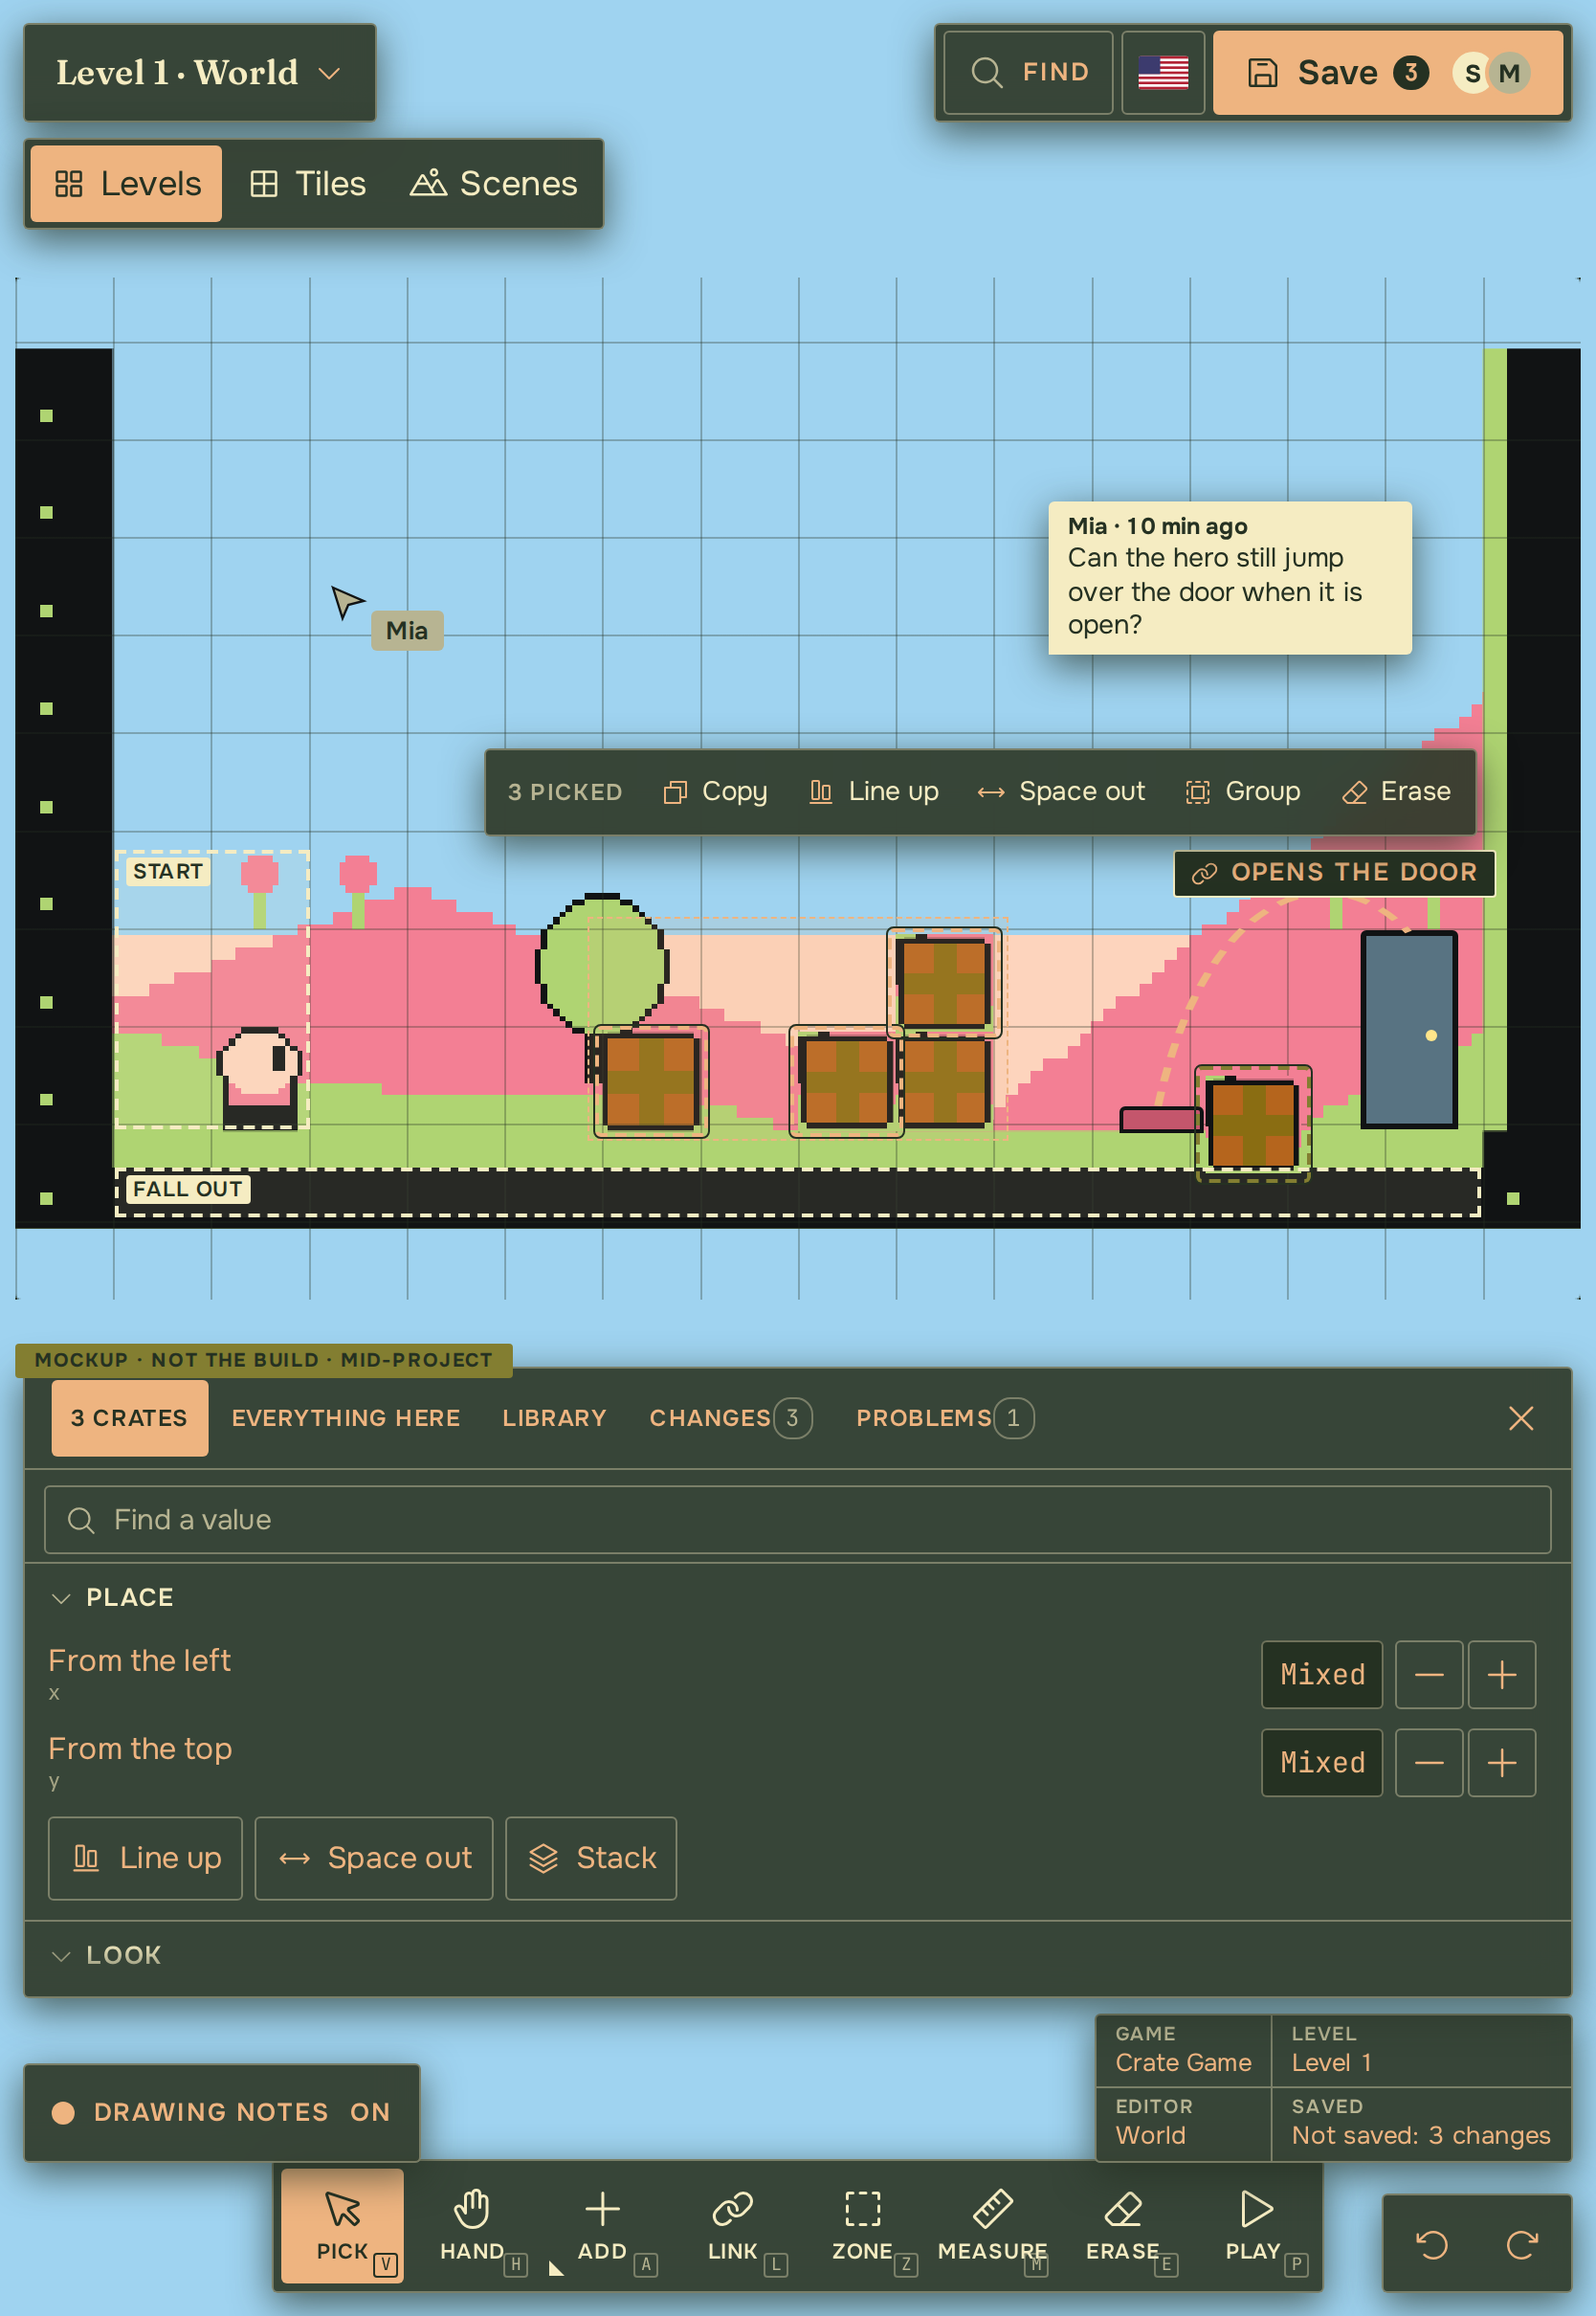 Level 1 · World
FIND
Save 3 S M
Levels
Tiles
Scenes
Mia · 10 min ago
Can the hero still jump
over the door when it is
open?
Mia
3 PICKED
Copy
Line up
Space out
Group
Erase
START
OPENS THE DOOR
FALL OUT
MOCKUP · NOT THE BUILD · MID-PROJECT
3 CRATES
EVERYTHING HERE
LIBRARY
CHANGES 3
PROBLEMS 1
Find a value
PLACE
From the left
x
Mixed
From the top
y
Mixed
Line up
Space out
Stack
LOOK
GAME
Crate Game
LEVEL
Level 1
EDITOR
World
SAVED
Not saved: 3 changes
DRAWING NOTES ON
PICK V
HAND H
ADD A
LINK L
ZONE Z
MEASURE M
ERASE E
PLAY P